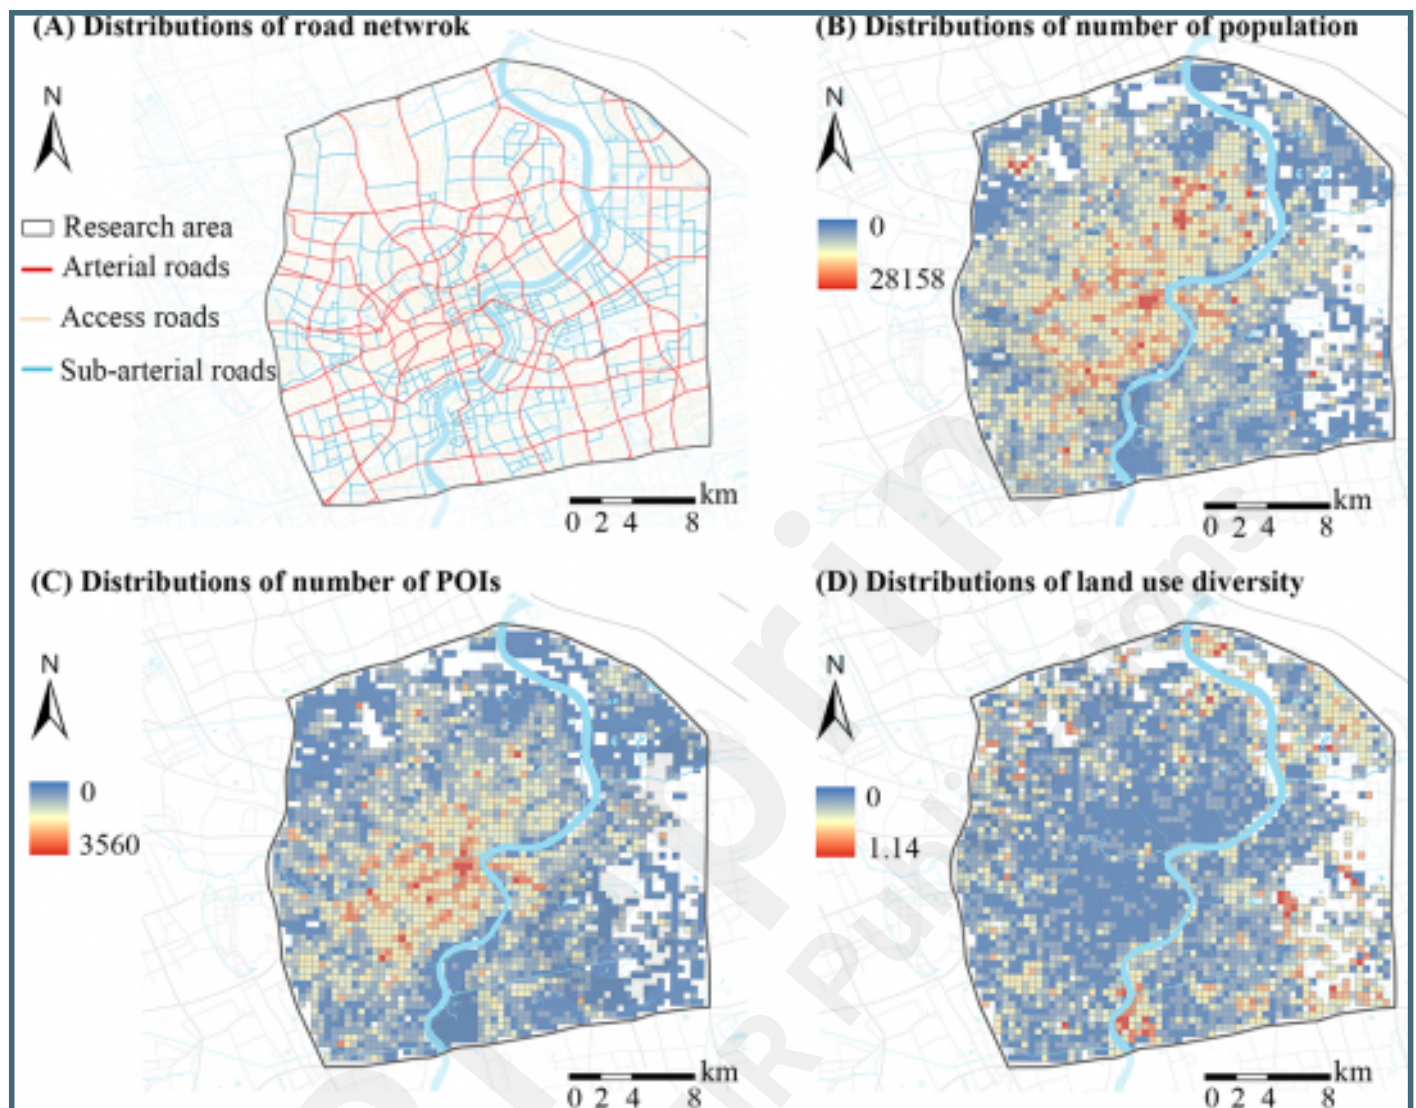 (A) Distributions of road netwrok
N
Research area
Arterial roads
Access roads
Sub-arterial roads
km
0 2 4 8
(B) Distributions of number of population
N
0
28158
km
0 2 4 8
(C) Distributions of number of POIs
N
0
3560
km
0 2 4 8
(D) Distributions of land use diversity
N
0
1.14
km
0 2 4 8